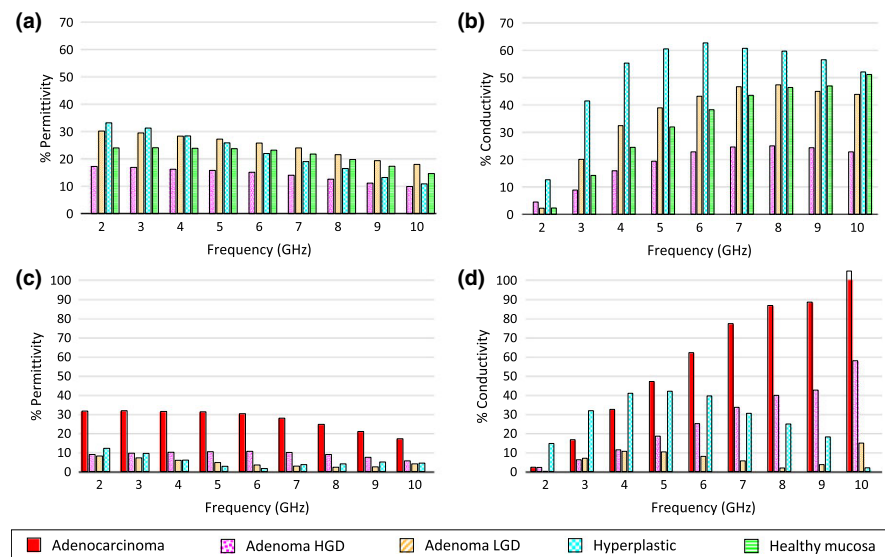 (a)
70
60
50
40
30
20
10
0
% Permittivity
2 3 4 5 6 7 8 9 10
Frequency (GHz)
(b)
70
60
50
40
30
20
10
0
% Conductivity
2 3 4 5 6 7 8 9 10
Frequency (GHz)
(c)
100
90
80
70
60
50
40
30
20
10
0
% Permittivity
2 3 4 5 6 7 8 9 10
Frequency (GHz)
(d)
100
90
80
70
60
50
40
30
20
10
0
% Conductivity
2 3 4 5 6 7 8 9 10
Frequency (GHz)
Adenocarcinoma Adenoma HGD Adenoma LGD Hyperplastic Healthy mucosa